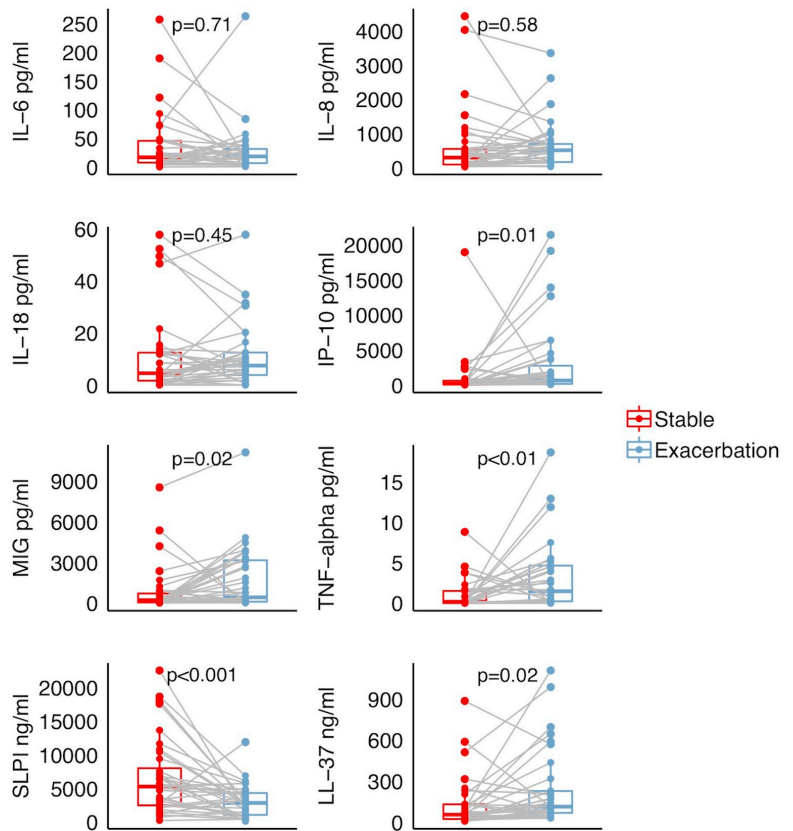 IL−6 pg/ml
250
200
150
100
50
0
p=0.71
IL−8 pg/ml
4000
3000
2000
1000
0
p=0.58
IL−18 pg/ml
60
40
20
0
p=0.45
IP−10 pg/ml
20000
15000
10000
5000
0
p=0.01
MIG pg/ml
9000
6000
3000
0
p=0.02
TNF−alpha pg/ml
15
10
5
0
p<0.01
SLPI ng/ml
20000
15000
10000
5000
0
p<0.001
LL−37 ng/ml
900
600
300
0
p=0.02
Stable
Exacerbation